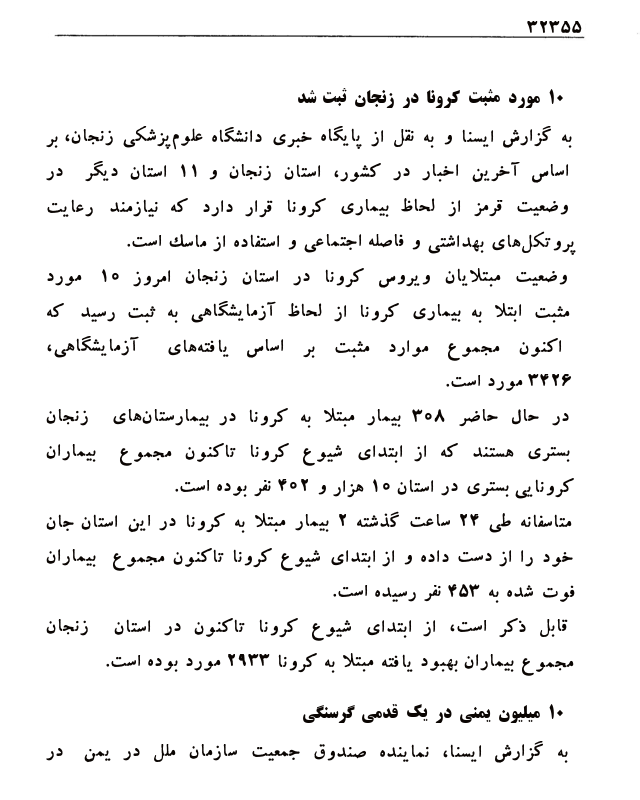 ۳۲۳۵۵
۱۰ مورد مثبت کرونا در زنجان ثبت شد
به گزارش ایسنا و به نقل از پایگاه خبری دانشگاه علوم‌پزشکی زنجان، بر
اساس آخرین اخبار در کشور، استان زنجان و ۱۱ استان دیگر در
وضعیت قرمز از لحاظ بیماری کرونا قرار دارد که نیازمند رعایت
پروتکل‌های بهداشتی و فاصله اجتماعی و استفاده از ماسك است.
وضعیت مبتلایان ویروس کرونا در استان زنجان امروز ۱۰ مورد
مثبت ابتلا به بیماری کرونا از لحاظ آزمایشگاهی به ثبت رسید که
اکنون مجموع موارد مثبت بر اساس یافته‌های آزمایشگاهی،
۳۴۲۶ مورد است.
در حال حاضر ۳۰۸ بیمار مبتلا به کرونا در بیمارستان‌های زنجان
بستری هستند که از ابتدای شیوع کرونا تاکنون مجموع بیماران
کرونایی بستری در استان ۱۰ هزار و ۴۰۲ نفر بوده است.
متاسفانه طی ۲۴ ساعت گذشته ۲ بیمار مبتلا به کرونا در این استان جان
خود را از دست داده و از ابتدای شیوع کرونا تاکنون مجموع بیماران
فوت شده به ۴۵۳ نفر رسیده است.
قابل ذکر است، از ابتدای شیوع کرونا تاکنون در استان زنجان
مجموع بیماران بهبود یافته مبتلا به کرونا ۲۹۳۳ مورد بوده است.
۱۰ میلیون یمنی در یک قدمی گرسنگی
به گزارش ایسنا، نماینده صندوق جمعیت سازمان ملل در یمن در